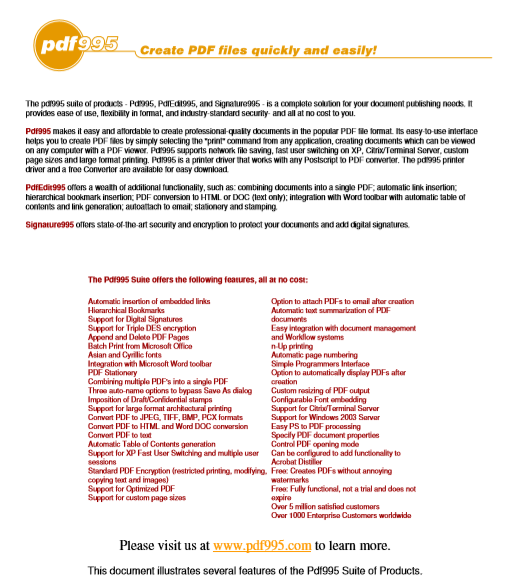 pdf995
Create PDF files quickly and easily!
The pdf995 suite of products - Pdf995, PdfEdit995, and Signature995 - is a complete solution for your document publishing needs. It
provides ease of use, flexibility in format, and industry-standard security- and all at no cost to you.
Pdf995 makes it easy and affordable to create professional-quality documents in the popular PDF file format. Its easy-to-use interface
helps you to create PDF files by simply selecting the "print" command from any application, creating documents which can be viewed
on any computer with a PDF viewer. Pdf995 supports network file saving, fast user switching on XP, Citrix/Terminal Server, custom
page sizes and large format printing. Pdf995 is a printer driver that works with any Postscript to PDF converter. The pdf995 printer
driver and a free Converter are available for easy download.
PdfEdit995 offers a wealth of additional functionality, such as: combining documents into a single PDF; automatic link insertion;
hierarchical bookmark insertion; PDF conversion to HTML or DOC (text only); integration with Word toolbar with automatic table of
contents and link generation; autoattach to email; stationery and stamping.
Signature995 offers state-of-the-art security and encryption to protect your documents and add digital signatures.
The Pdf995 Suite offers the following features, all at no cost:
Automatic insertion of embedded links
Hierarchical Bookmarks
Support for Digital Signatures
Support for Triple DES encryption
Append and Delete PDF Pages
Batch Print from Microsoft Office
Asian and Cyrillic fonts
Integration with Microsoft Word toolbar
PDF Stationery
Combining multiple PDF's into a single PDF
Three auto-name options to bypass Save As dialog
Imposition of Draft/Confidential stamps
Support for large format architectural printing
Convert PDF to JPEG, TIFF, BMP, PCX formats
Convert PDF to HTML and Word DOC conversion
Convert PDF to text
Automatic Table of Contents generation
Support for XP Fast User Switching and multiple user
sessions
Standard PDF Encryption (restricted printing, modifying,
copying text and images)
Support for Optimized PDF
Support for custom page sizes
Option to attach PDFs to email after creation
Automatic text summarization of PDF
documents
Easy integration with document management
and Workflow systems
n-Up printing
Automatic page numbering
Simple Programmers Interface
Option to automatically display PDFs after
creation
Custom resizing of PDF output
Configurable Font embedding
Support for Citrix/Terminal Server
Support for Windows 2003 Server
Easy PS to PDF processing
Specify PDF document properties
Control PDF opening mode
Can be configured to add functionality to
Acrobat Distiller
Free: Creates PDFs without annoying
watermarks
Free: Fully functional, not a trial and does not
expire
Over 5 million satisfied customers
Over 1000 Enterprise Customers worldwide
Please visit us at www.pdf995.com to learn more.
This document illustrates several features of the Pdf995 Suite of Products.